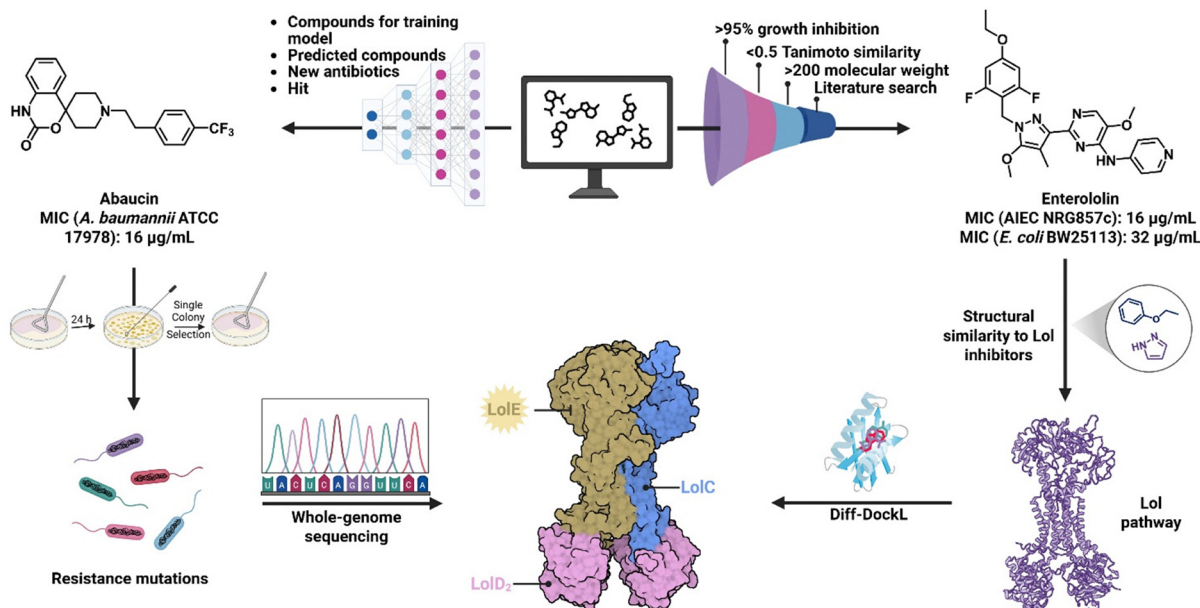 • Compounds for training
model
• Predicted compounds
• New antibiotics
• Hit
>95% growth inhibition
<0.5 Tanimoto similarity
>200 molecular weight
Literature search
HN
O
O
N
CF3
Abaucin
MIC (A. baumannii ATCC
17978): 16 µg/mL
O
F
F
N
N
O
N
N
O
HN
N
Enterololin
MIC (AIEC NRG857c): 16 µg/mL
MIC (E. coli BW25113): 32 µg/mL
24 h
Single
Colony
Selection
Resistance mutations
U A C U C A G G U U C A
Whole-genome
sequencing
LolE
LolC
LolD2
Diff-DockL
Structural
similarity to Lol
inhibitors
O
HN
N
Lol
pathway